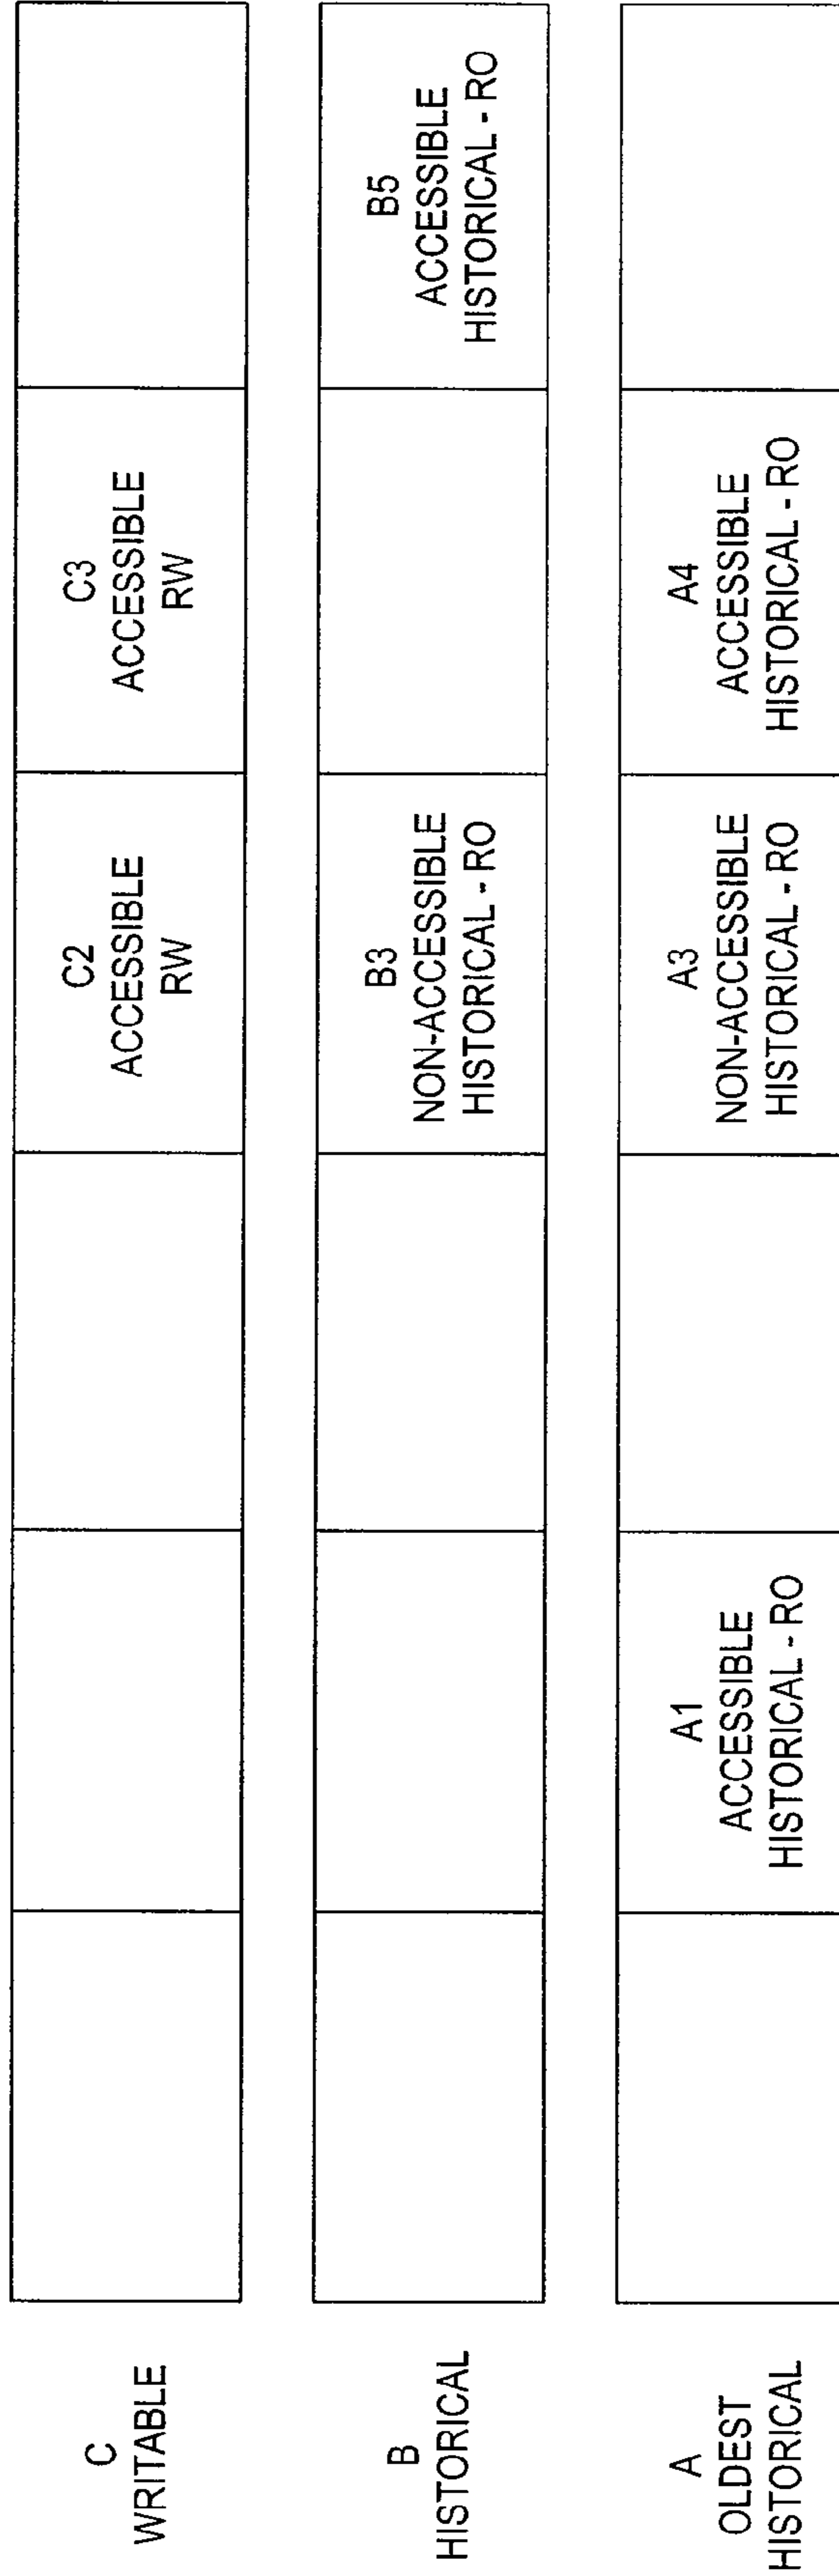 C
WRITABLE
C2
ACCESSIBLE
RW
C3
ACCESSIBLE
RW
B
HISTORICAL
B3
NON-ACCESSIBLE
HISTORICAL - RO
B5
ACCESSIBLE
HISTORICAL - RO
A
OLDEST
HISTORICAL
A1
ACCESSIBLE
HISTORICAL - RO
A3
NON-ACCESSIBLE
HISTORICAL - RO
A4
ACCESSIBLE
HISTORICAL - RO